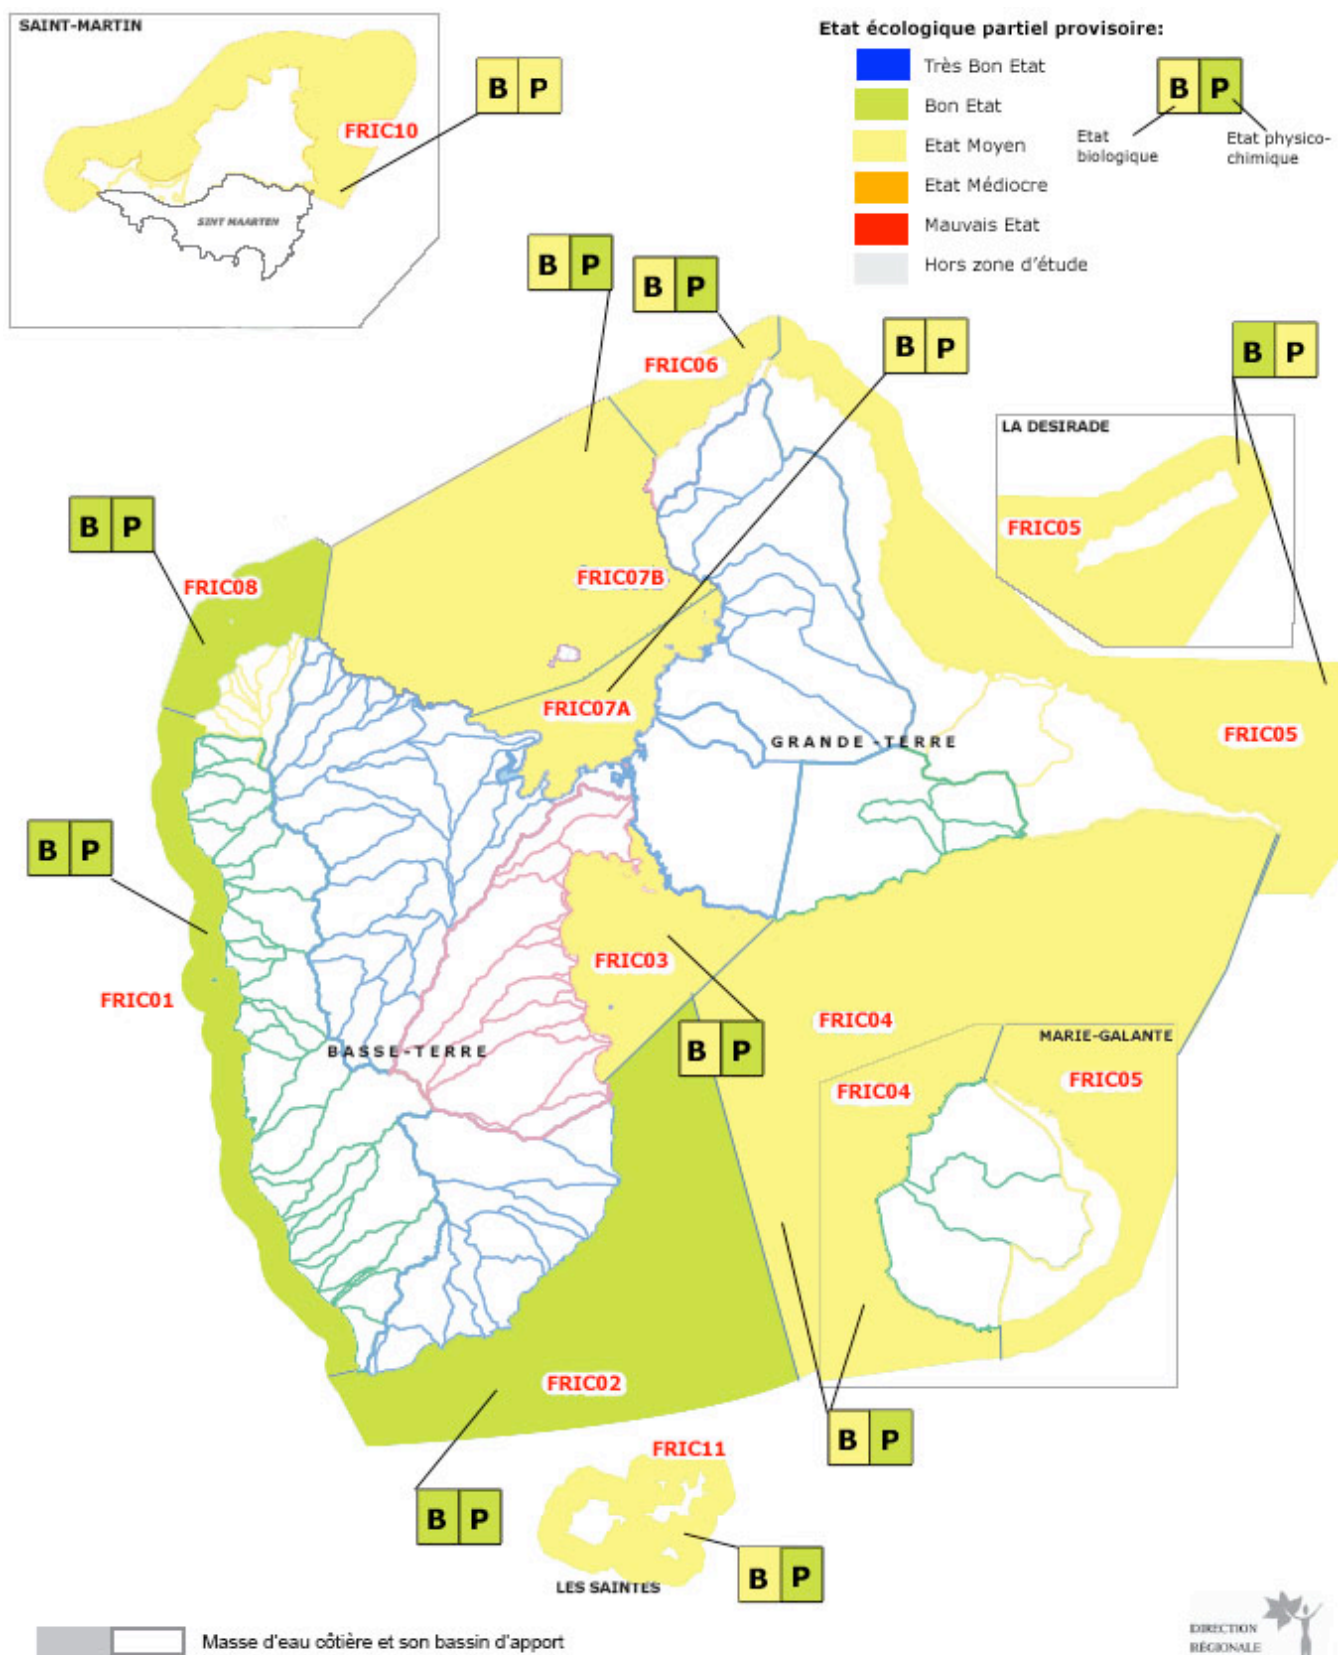 SAINT-MARTIN
FRIC10
SINT MAARTEN
B P
Etat écologique partiel provisoire:
Très Bon Etat
Bon Etat
Etat Moyen
Etat Médiocre
Mauvais Etat
Hors zone d'étude
B P
Etat
biologique
Etat physico-
chimique
B P
B P
B P
B P
FRIC06
LA DESIRADE
FRIC05
B P
FRIC08
FRIC07B
FRIC07A
GRANDE-TERRE
FRIC05
B P
FRIC03
FRIC01
FRIC04
B P
BASSE-TERRE
MARIE-GALANTE
FRIC04
FRIC05
FRIC02
B P
FRIC11
B P
B P
LES SAINTES
Masse d'eau côtière et son bassin d'apport
DIRECTION
RÉGIONALE